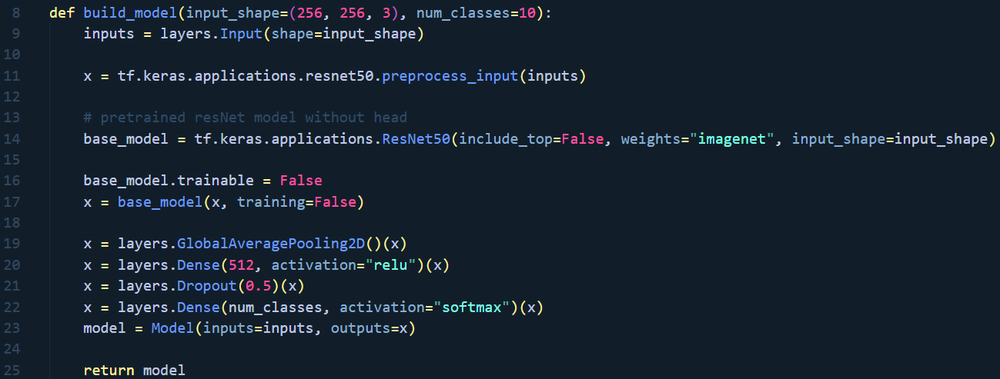 8 def build_model(input_shape=(256, 256, 3), num_classes=10):
9     inputs = layers.Input(shape=input_shape)
10
11     x = tf.keras.applications.resnet50.preprocess_input(inputs)
12
13     # pretrained resNet model without head
14     base_model = tf.keras.applications.ResNet50(include_top=False, weights="imagenet", input_shape=input_shape)
15
16     base_model.trainable = False
17     x = base_model(x, training=False)
18
19     x = layers.GlobalAveragePooling2D()(x)
20     x = layers.Dense(512, activation="relu")(x)
21     x = layers.Dropout(0.5)(x)
22     x = layers.Dense(num_classes, activation="softmax")(x)
23     model = Model(inputs=inputs, outputs=x)
24
25     return model